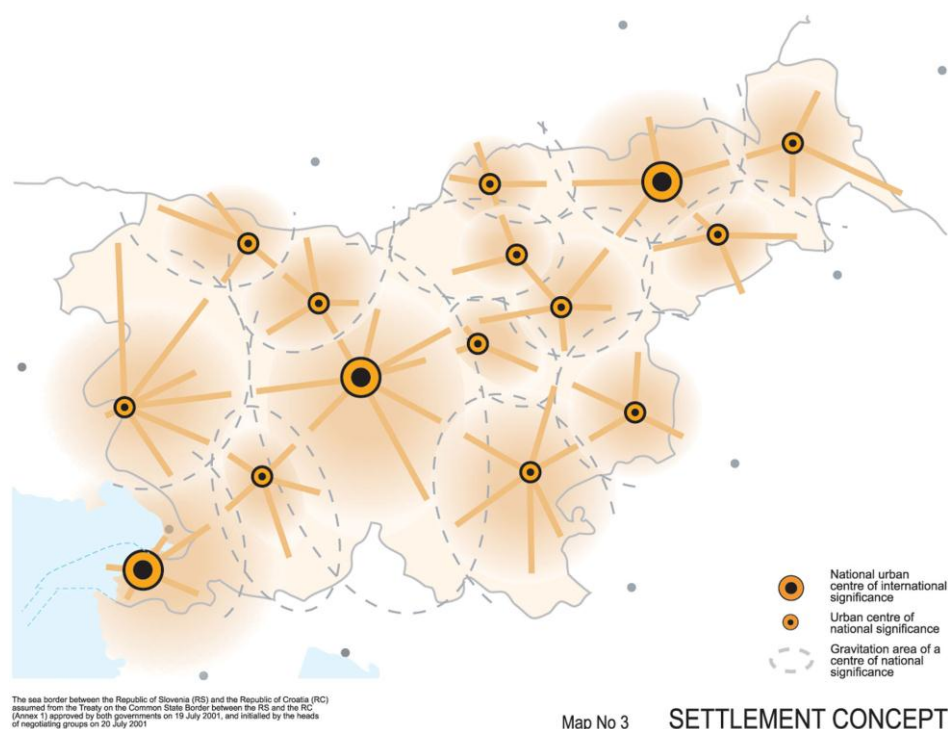 National urban
centre of international
significance
Urban centre of
national significance
Gravitation area of a
centre of national
significance
The sea border between the Republic of Slovenia (RS) and the Republic of Croatia (RC)
assumed from the Treaty on the Common State Border between the RS and the RC
(Annex 1) approved by both governments on 19 July 2001, and initialled by the heads
of negotiating groups on 20 July 2001
Map No 3 SETTLEMENT CONCEPT